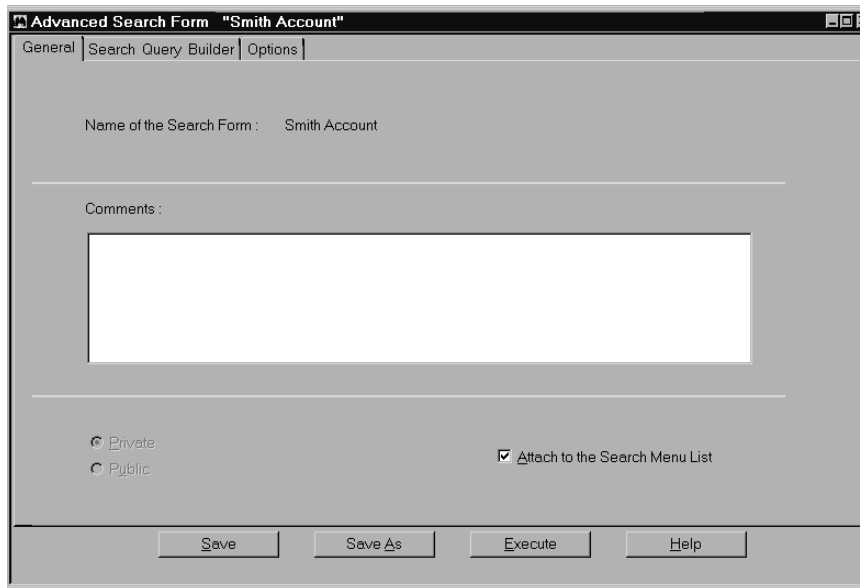 Advanced Search Form "Smith Account"
General Search Query Builder Options
Name of the Search Form : Smith Account
Comments :
Private
Public
Attach to the Search Menu List
Save Save As Execute Help